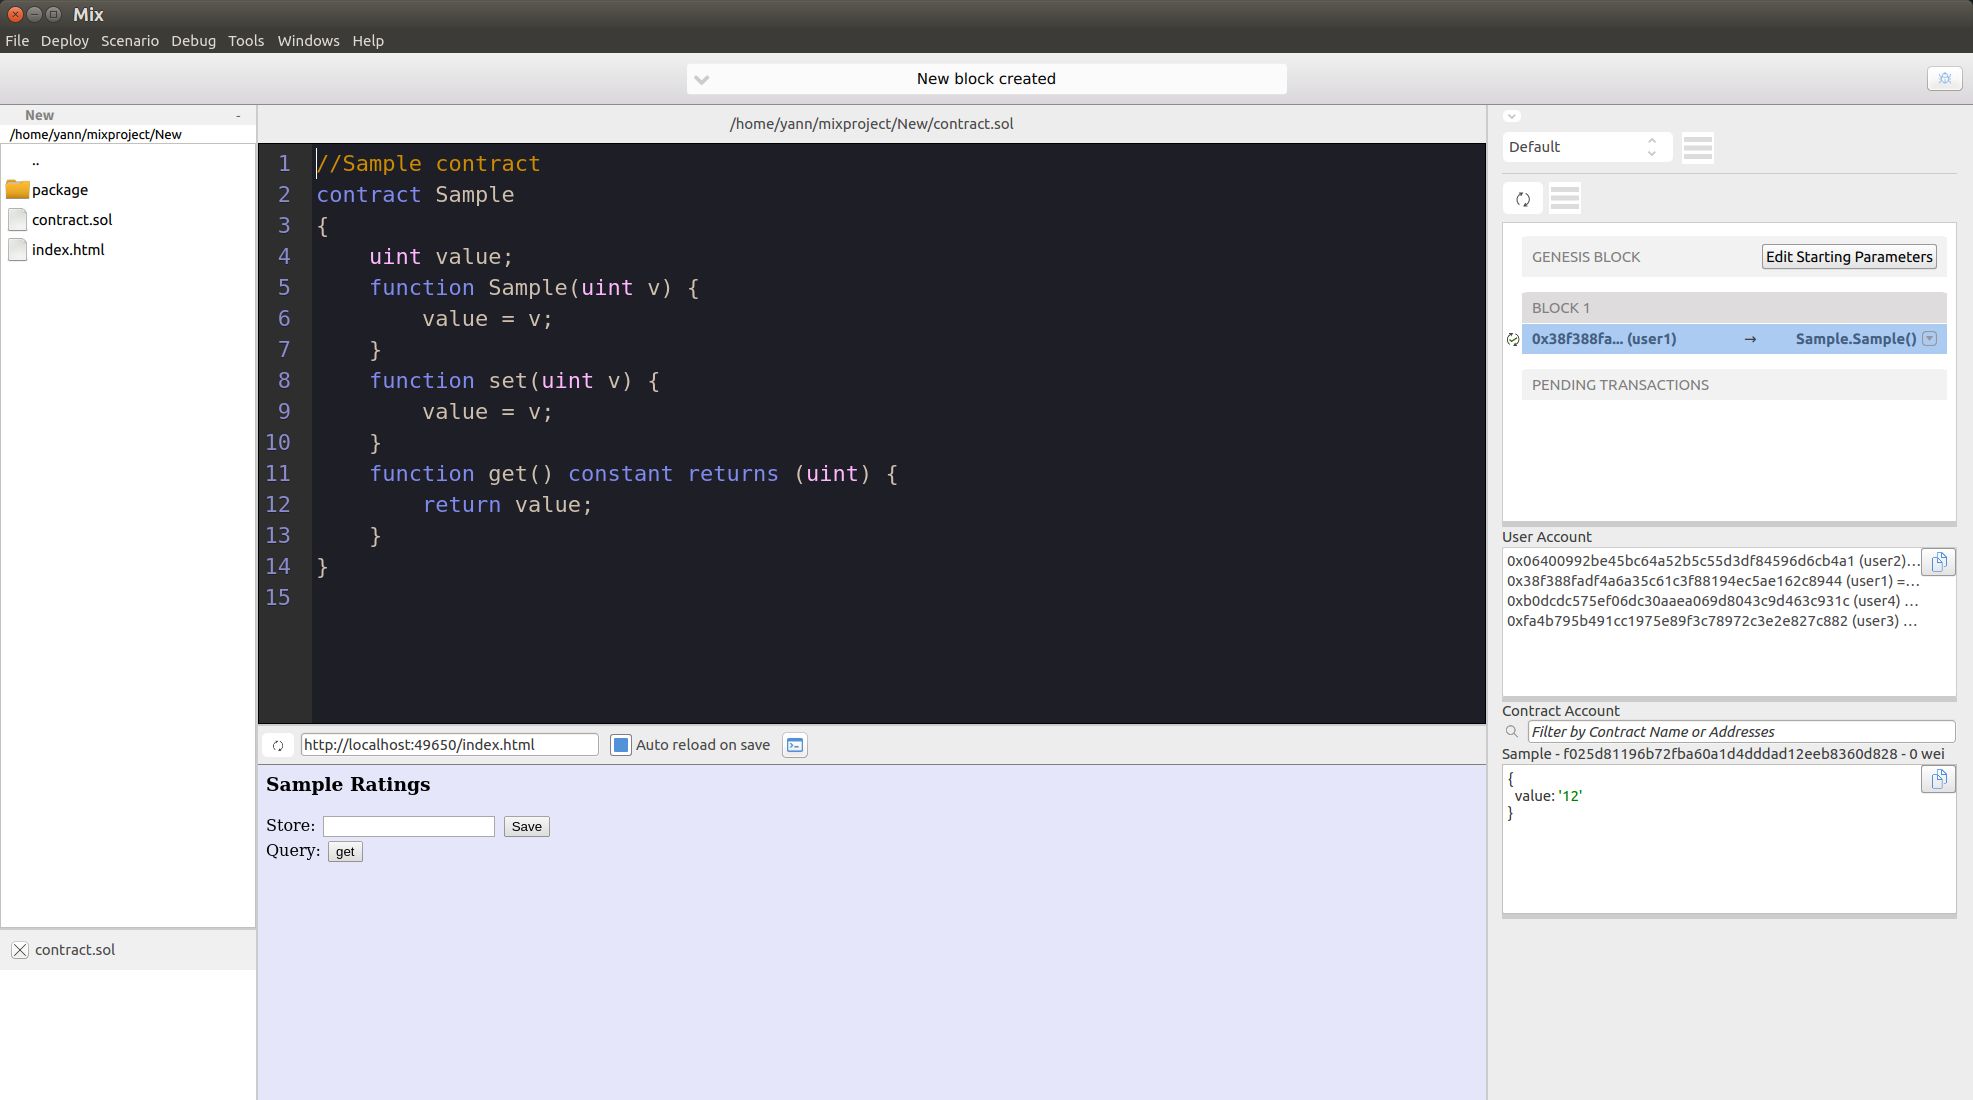 Mix
File Deploy Scenario Debug Tools Windows Help
New block created
New -
/home/yann/mixproject/New
..
package
contract.sol
index.html
contract.sol
/home/yann/mixproject/New/contract.sol
1 //Sample contract
2 contract Sample
3 {
4     uint value;
5     function Sample(uint v) {
6         value = v;
7     }
8     function set(uint v) {
9         value = v;
10     }
11     function get() constant returns (uint) {
12         return value;
13     }
14 }
15
http://localhost:49650/index.html Auto reload on save
Sample Ratings
Store: Save
Query: get
Default
GENESIS BLOCK Edit Starting Parameters
BLOCK 1
0x38f388fa... (user1) → Sample.Sample()
PENDING TRANSACTIONS
User Account
0x06400992be45bc64a52b5c55d3df84596d6cb4a1 (user2)...
0x38f388fadf4a6a35c61c3f88194ec5ae162c8944 (user1) =...
0xb0dcdc575ef06dc30aaea069d8043c9d463c931c (user4) ...
0xfa4b795b491cc1975e89f3c78972c3e2e827c882 (user3) ...
Contract Account
Filter by Contract Name or Addresses
Sample - f025d81196b72fba60a1d4dddad12eeb8360d828 - 0 wei
{
  value: '12'
}